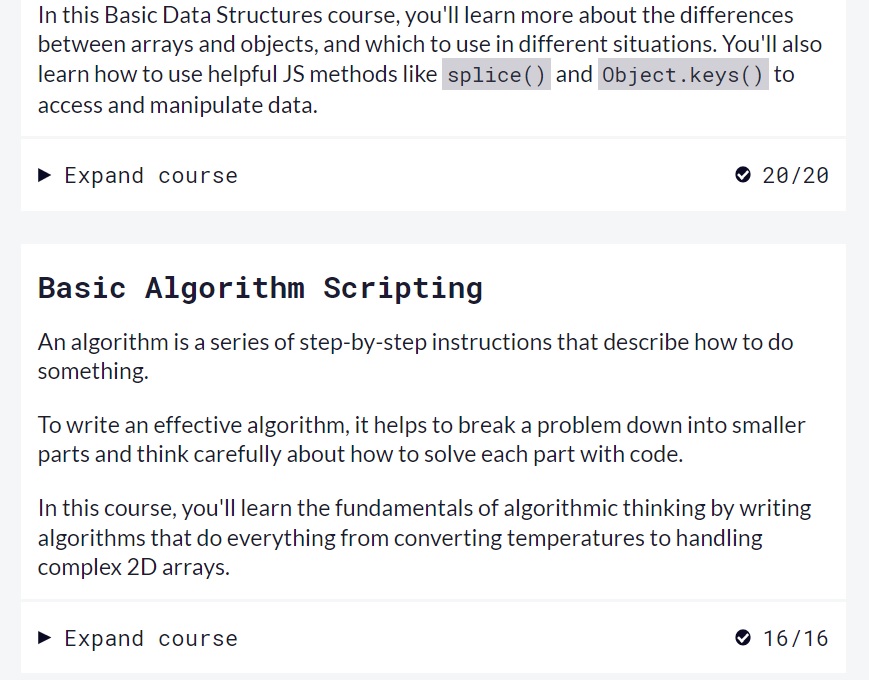 In this Basic Data Structures course, you'll learn more about the differences
between arrays and objects, and which to use in different situations. You'll also
learn how to use helpful JS methods like splice() and Object.keys() to
access and manipulate data.
Expand course 20/20
Basic Algorithm Scripting
An algorithm is a series of step-by-step instructions that describe how to do
something.
To write an effective algorithm, it helps to break a problem down into smaller
parts and think carefully about how to solve each part with code.
In this course, you'll learn the fundamentals of algorithmic thinking by writing
algorithms that do everything from converting temperatures to handling
complex 2D arrays.
Expand course 16/16